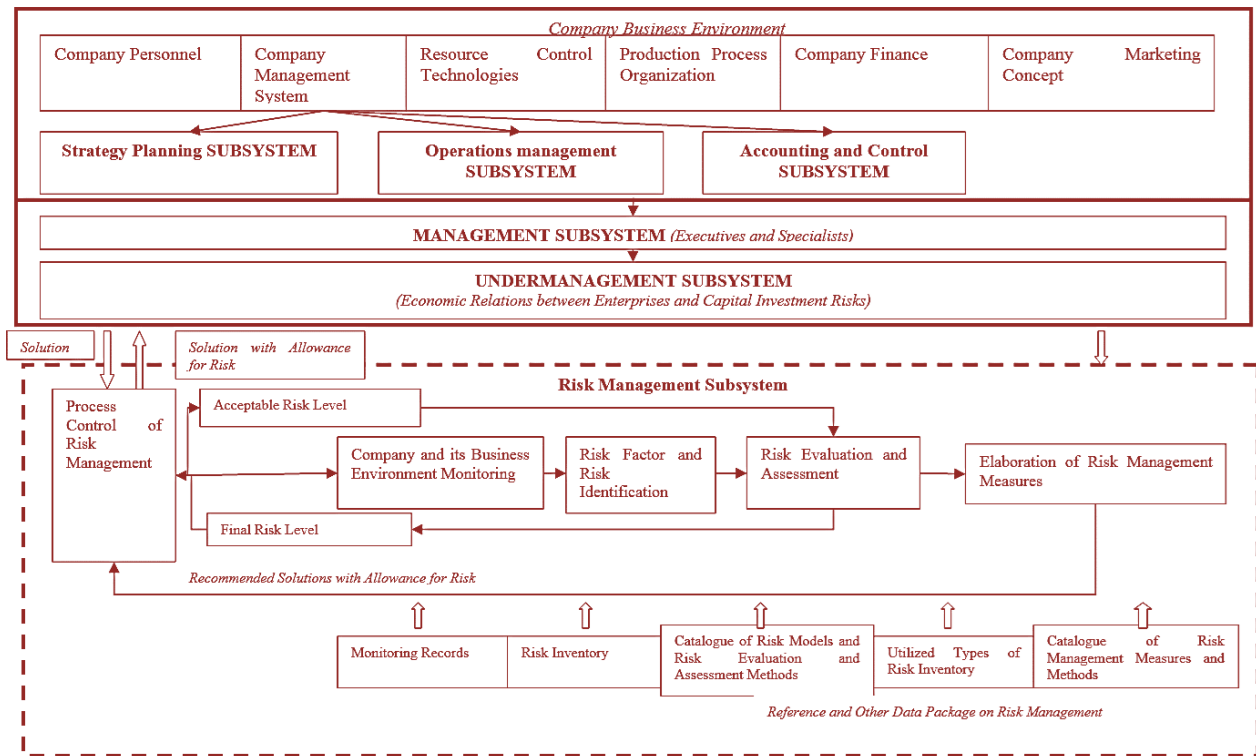 Company Business Environment
Company Personnel
Company
Management
System
Resource Control
Technologies
Production Process
Organization
Company Finance
Company Marketing
Concept
Strategy Planning SUBSYSTEM
Operations management
SUBSYSTEM
Accounting and Control
SUBSYSTEM
MANAGEMENT SUBSYSTEM (Executives and Specialists)
UNDERMANAGEMENT SUBSYSTEM
(Economic Relations between Enterprises and Capital Investment Risks)
Solution
Solution with Allowance
for Risk
Risk Management Subsystem
Process
Control of
Risk
Management
Acceptable Risk Level
Company and its Business
Environment Monitoring
Risk Factor and
Risk
Identification
Risk Evaluation and
Assessment
Elaboration of Risk Management
Measures
Final Risk Level
Recommended Solutions with Allowance for Risk
Monitoring Records
Risk Inventory
Catalogue of Risk Models and
Risk Evaluation and
Assessment Methods
Utilized Types of
Risk Inventory
Catalogue of Risk
Management Measures and
Methods
Reference and Other Data Package on Risk Management